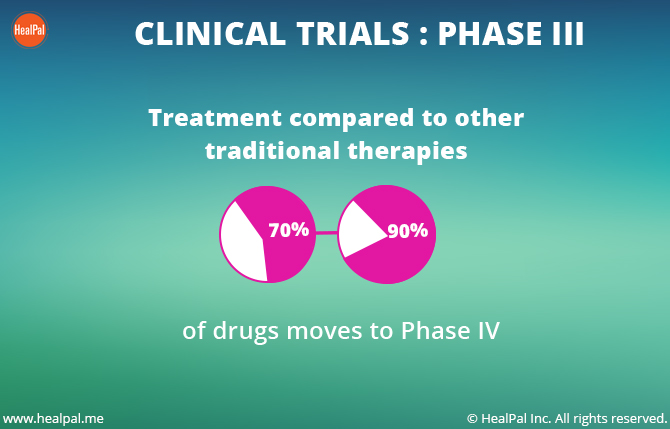 HealPal
CLINICAL TRIALS : PHASE III
Treatment compared to other
traditional therapies
70%
90%
of drugs moves to Phase IV
www.healpal.me
© HealPal Inc. All rights reserved.